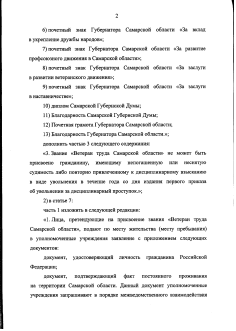 2
6) почетный знак Губернатора Самарской области «За вклад
в укрепление дружбы народов»;
7) почетный знак Губернатора Самарской области «За развитие
профсоюзного движения в Самарской области»;
8) почетный знак Губернатора Самарской области «За заслуги
в развитии ветеранского движения»;
9) почетный знак Губернатора Самарской области «За заслуги
в наставничестве»;
10) диплом Самарской Губернской Думы;
11) Благодарность Самарской Губернской Думы;
12) Почетная грамота Губернатора Самарской области;
13) Благодарность Губернатора Самарской области.»;
дополнить частью 3 следующего содержания:
«3. Звание «Ветеран труда Самарской области» не может быть
присвоено гражданину, имеющему непогашенную или неснятую
судимость либо повторно привлеченному к дисциплинарному взысканию
в виде увольнения в течение года со дня издания первого приказа
об увольнении за дисциплинарный проступок.»;
2) в статье 3:
часть 1 изложить в следующей редакции:
«1. Лица, претендующие на присвоение звания «Ветеран труда
Самарской области», подают по месту жительства (месту пребывания)
в уполномоченные учреждения заявление с приложением следующих
документов:
документ, удостоверяющий личность гражданина Российской
Федерации;
документ, подтверждающий факт постоянного проживания
на территории Самарской области. Данный документ уполномоченные
учреждения запрашивают в порядке межведомственного взаимодействия